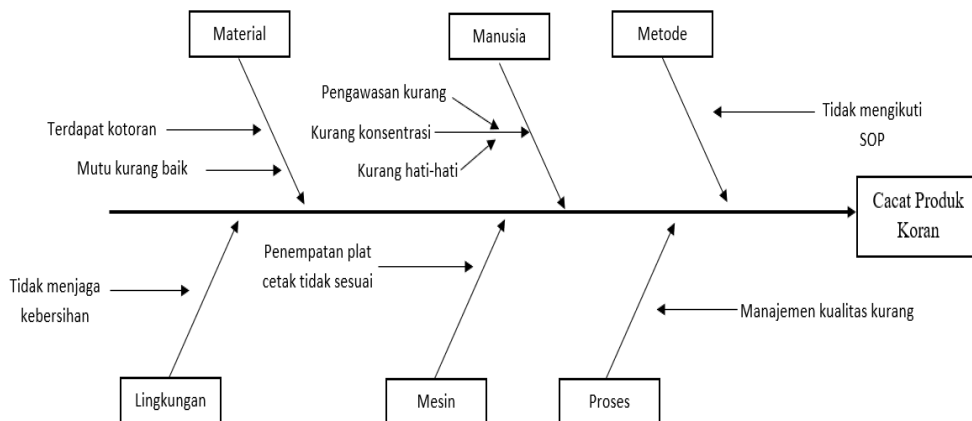 Material
Manusia
Metode
Pengawasan kurang
Terdapat kotoran
Kurang konsentrasi
Tidak mengikuti
SOP
Mutu kurang baik
Kurang hati-hati
Cacat Produk
Koran
Penempatan plat
cetak tidak sesuai
Tidak menjaga
kebersihan
Manajemen kualitas kurang
Lingkungan
Mesin
Proses